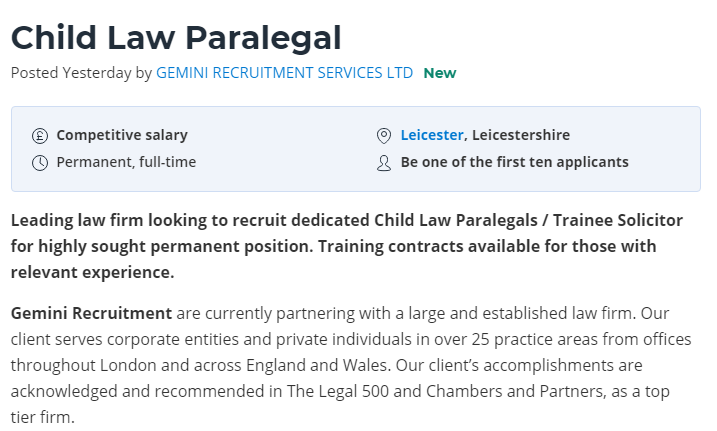 Child Law Paralegal
Posted Yesterday by GEMINI RECRUITMENT SERVICES LTD New
Competitive salary
Leicester, Leicestershire
Permanent, full-time
Be one of the first ten applicants
Leading law firm looking to recruit dedicated Child Law Paralegals / Trainee Solicitor
for highly sought permanent position. Training contracts available for those with
relevant experience.
Gemini Recruitment are currently partnering with a large and established law firm. Our
client serves corporate entities and private individuals in over 25 practice areas from offices
throughout London and across England and Wales. Our client’s accomplishments are
acknowledged and recommended in The Legal 500 and Chambers and Partners, as a top
tier firm.